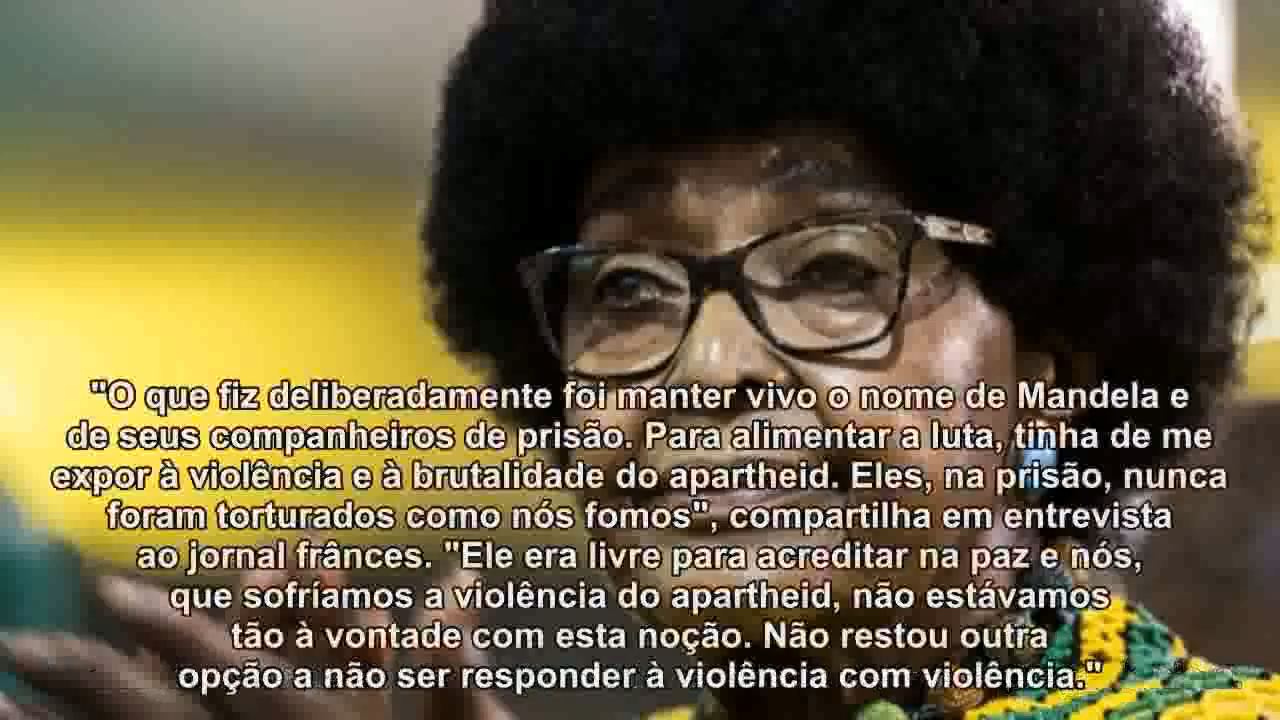 "O que fiz deliberadamente foi manter vivo o nome de Mandela e
de seus companheiros de prisão. Para alimentar a luta, tinha de me
expor à violência e à brutalidade do apartheid. Eles, na prisão, nunca
foram torturados como nós fomos", compartilha em entrevista
ao jornal frânces. "Ele era livre para acreditar na paz e nós,
que sofríamos a violência do apartheid, não estávamos
tão à vontade com esta noção. Não restou outra
opção a não ser responder à violência com violência."